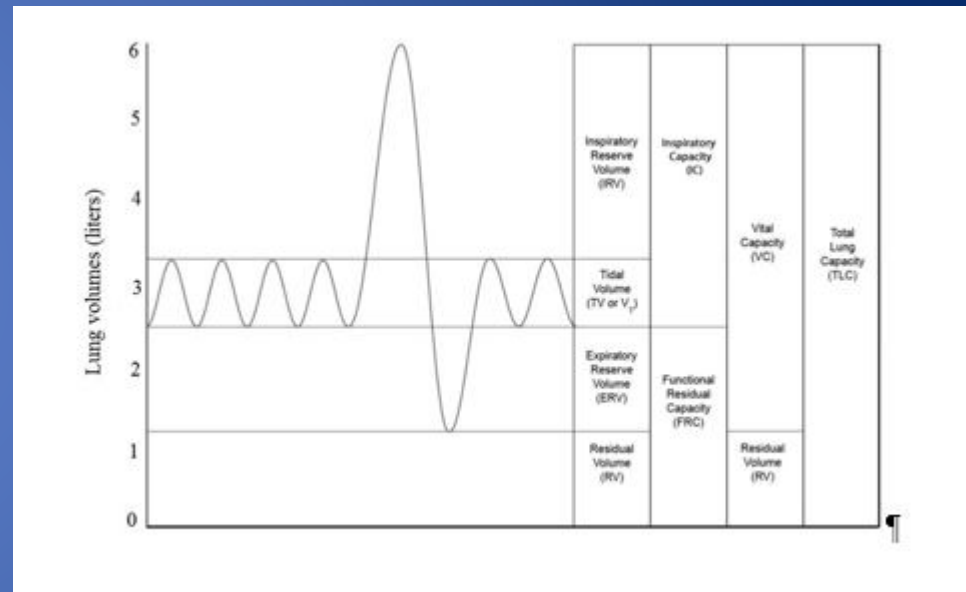 Lung volumes (liters)
6
5
4
3
2
1
0
Inspiratory
Reserve
Volume
(IRV)
Tidal
Volume
(TV or VT)
Expiratory
Reserve
Volume
(ERV)
Residual
Volume
(RV)
Inspiratory
Capacity
(IC)
Functional
Residual
Capacity
(FRC)
Vital
Capacity
(VC)
Residual
Volume
(RV)
Total
Lung
Capacity
(TLC)
¶